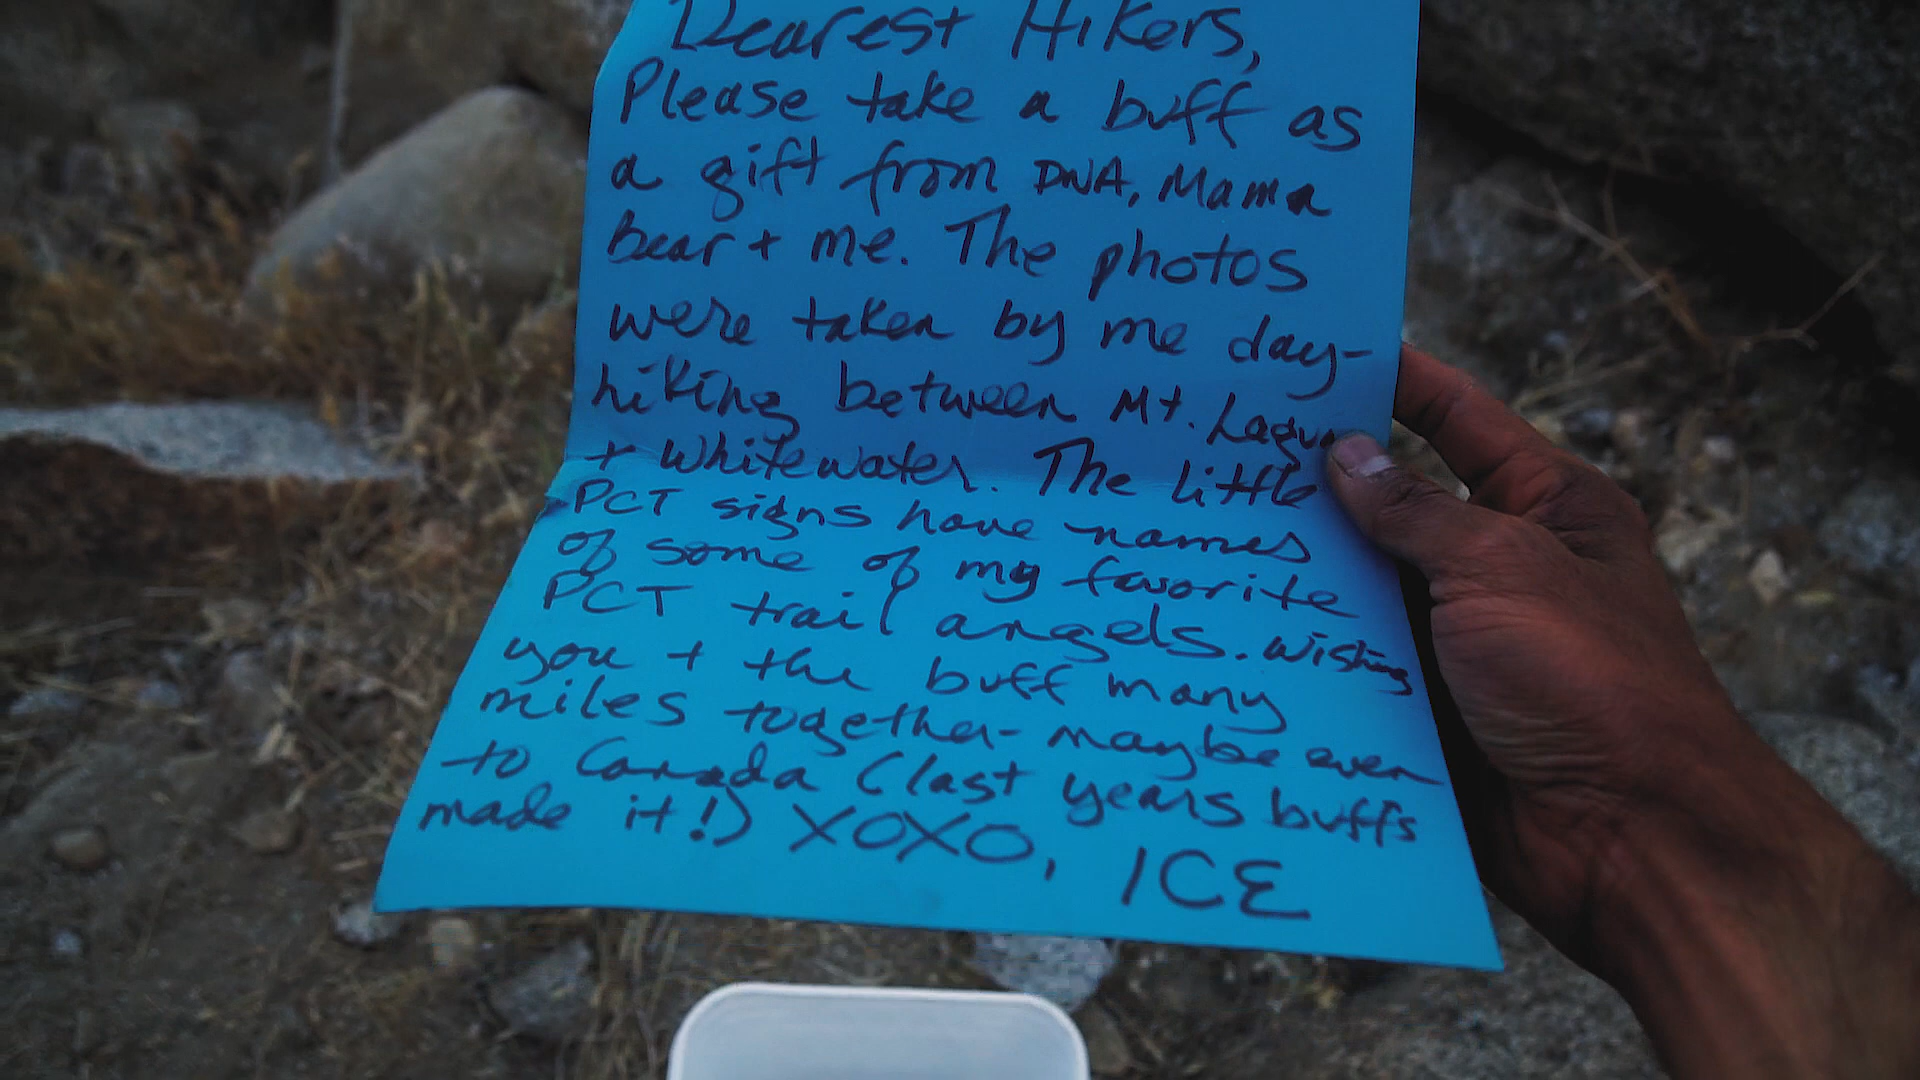 Dearest Hikers,
Please take a buff as
a gift from DNA, Mama
Bear + me. The photos
were taken by me day-
hiking between Mt. Laguna
+ Whitewater. The little
PCT signs have names
of some of my favorite
PCT trail angels. Wishing
you + the buff many
miles together - maybe even
to Canada (last years buffs
made it!) XOXO, ICE